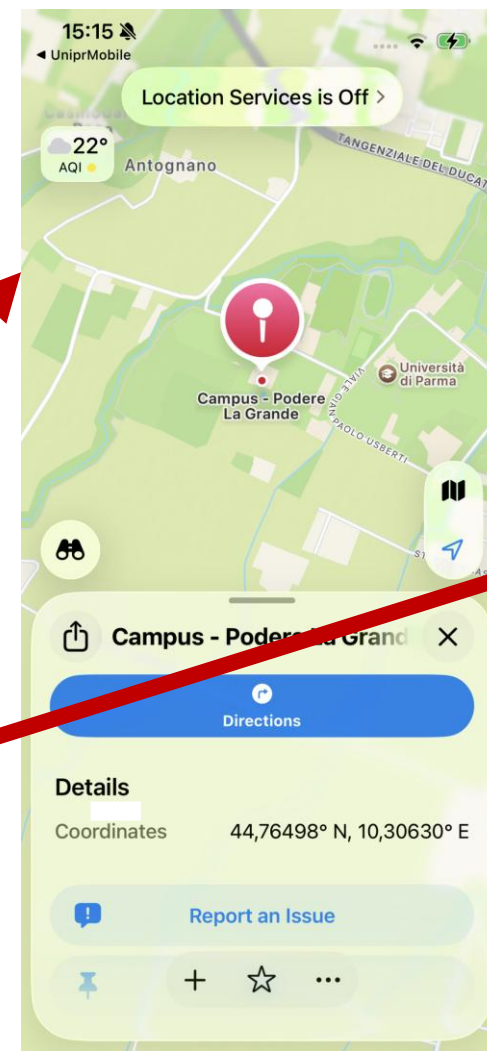 15:15
◀ UniprMobile
Location Services is Off >
22°
AQI
Antognano
TANGENZIALE DEL DUCAT
Università
di Parma
Campus - Podere
La Grande
VIALE GIAN PAOLO USBERTI
Campus - Podere La Grand
Directions
Details
Coordinates 44,76498° N, 10,30630° E
Report an Issue